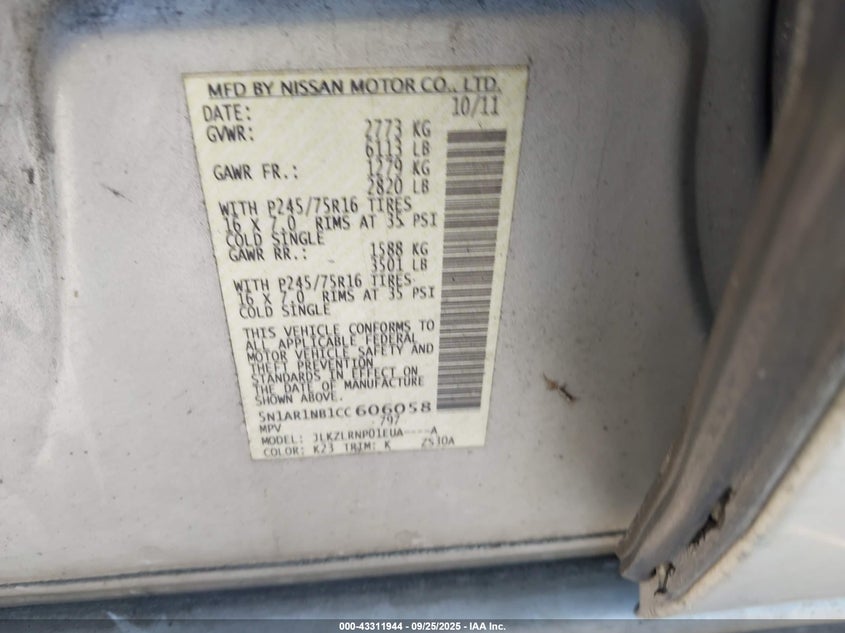 MFD BY NISSAN MOTOR CO., LTD.
DATE: 10/11
GVWR: 2773 KG
6113 LB
GAWR FR.: 1279 KG
2820 LB
WITH P245/75R16 TIRES
16 X 7.0 RIMS AT 35 PSI
COLD SINGLE
GAWR RR.: 1588 KG
3501 LB
WITH P245/75R16 TIRES
16 X 7.0 RIMS AT 35 PSI
COLD SINGLE
THIS VEHICLE CONFORMS TO
ALL APPLICABLE FEDERAL
MOTOR VEHICLE SAFETY AND
THEFT PREVENTION
STANDARDS IN EFFECT ON
THE DATE OF MANUFACTURE
SHOWN ABOVE.
5N1AR1NB1CC606058
MPV 797
MODEL: JLKZLRNP01EUA----A
COLOR: K23 TRIM: K ZS30A
000-43311944 - 09/25/2025 - IAA Inc.